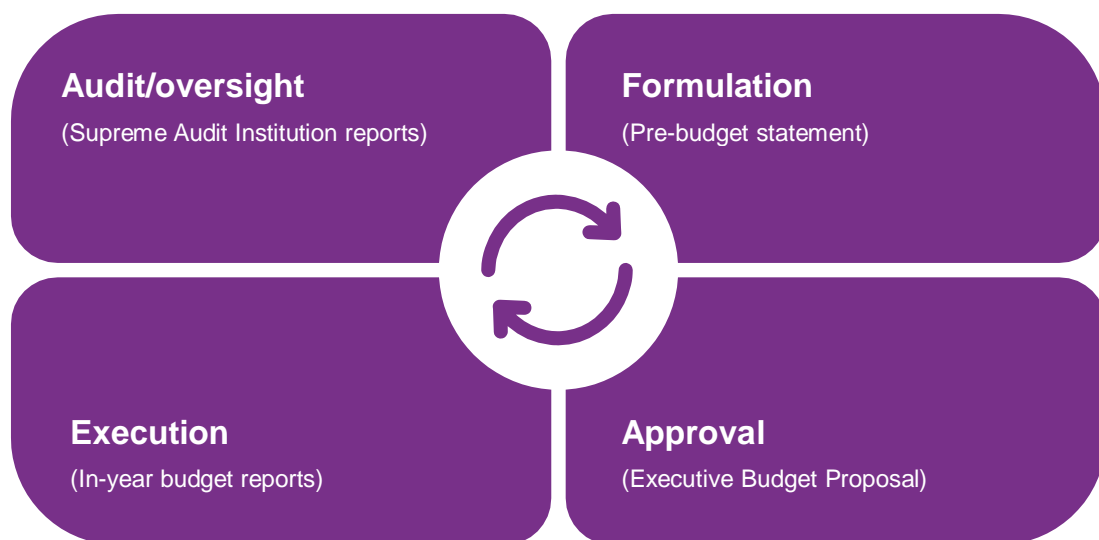 Audit/oversight
(Supreme Audit Institution reports)
Formulation
(Pre-budget statement)
Execution
(In-year budget reports)
Approval
(Executive Budget Proposal)